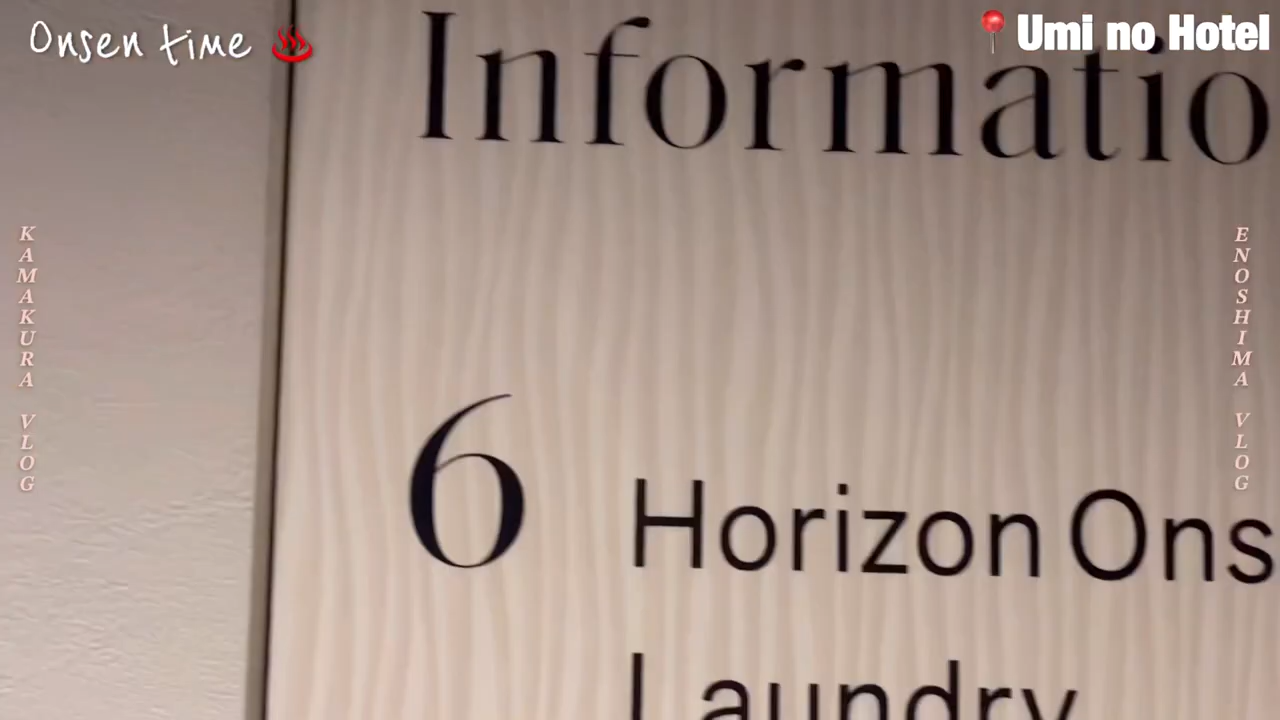 Onsen time ♨️
📍Umi no Hotel
Informatio
KAMAKURA VLOG
ENOSHIMA VLOG
6 Horizon Ons
Laundry